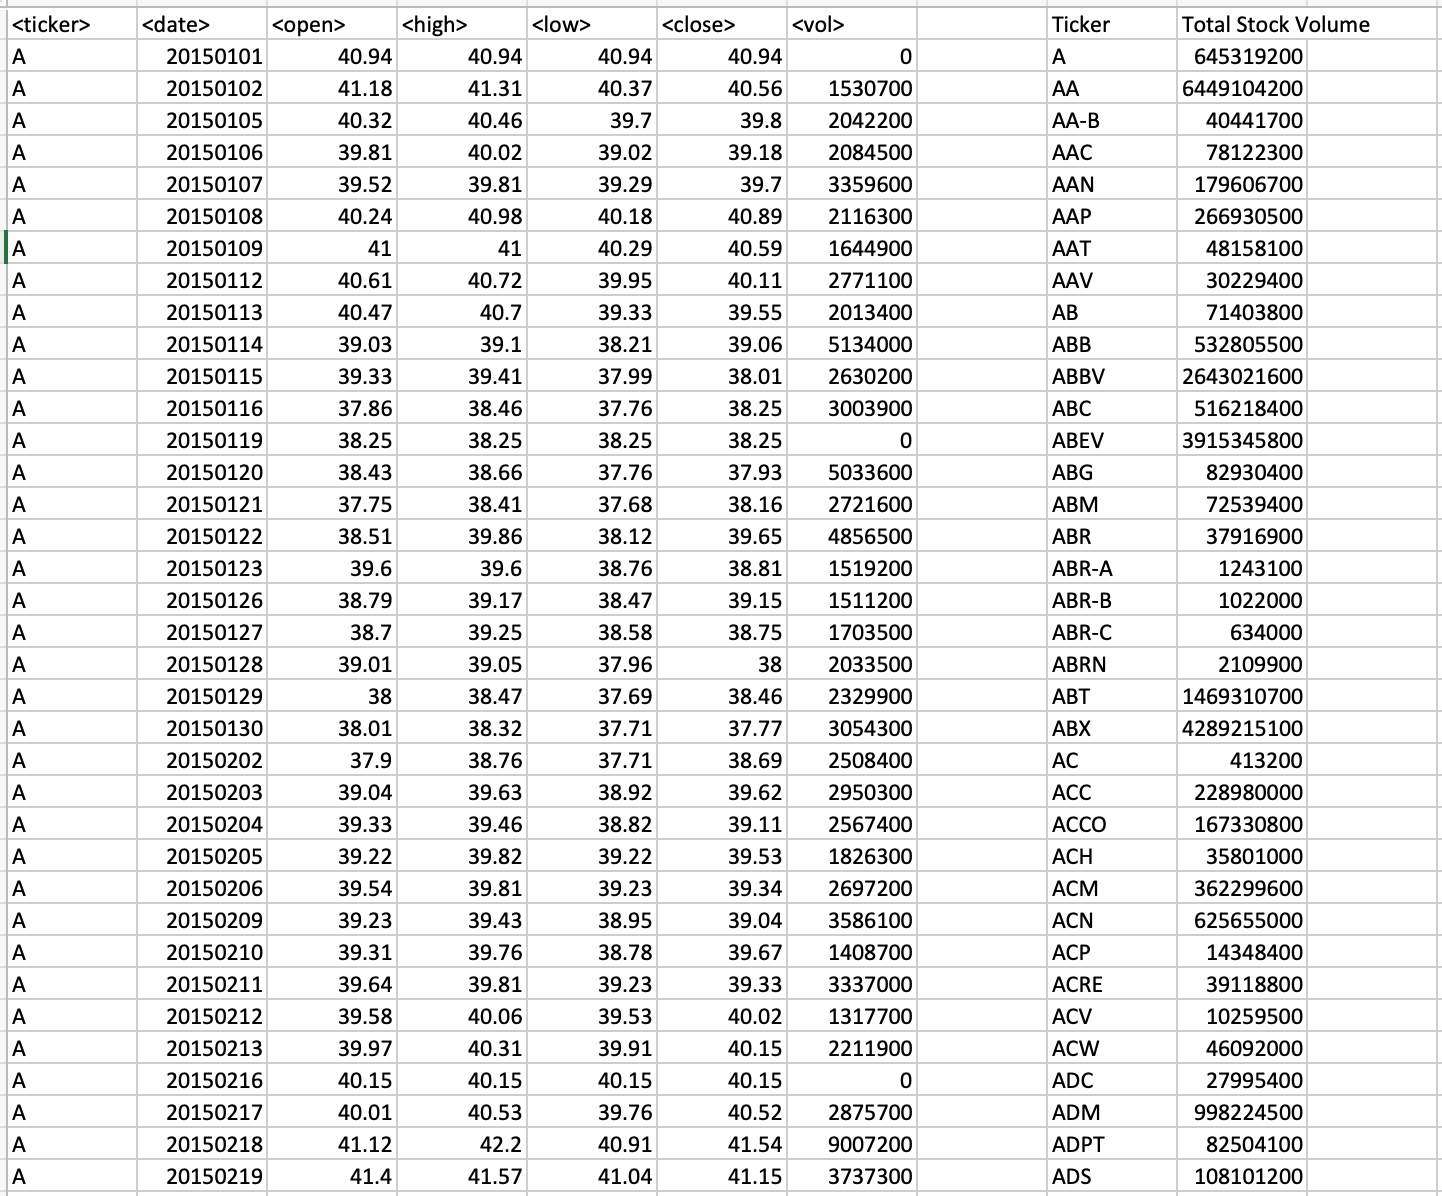 <ticker> <date> <open> <high> <low> <close> <vol> Ticker Total Stock Volume
A 20150101 40.94 40.94 40.94 40.94 0 A 645319200
A 20150102 41.18 41.31 40.37 40.56 1530700 AA 6449104200
A 20150105 40.32 40.46 39.7 39.8 2042200 AA-B 40441700
A 20150106 39.81 40.02 39.02 39.18 2084500 AAC 78122300
A 20150107 39.52 39.81 39.29 39.7 3359600 AAN 179606700
A 20150108 40.24 40.98 40.18 40.89 2116300 AAP 266930500
A 20150109 41 41 40.29 40.59 1644900 AAT 48158100
A 20150112 40.61 40.72 39.95 40.11 2771100 AAV 30229400
A 20150113 40.47 40.7 39.33 39.55 2013400 AB 71403800
A 20150114 39.03 39.1 38.21 39.06 5134000 ABB 532805500
A 20150115 39.33 39.41 37.99 38.01 2630200 ABBV 2643021600
A 20150116 37.86 38.46 37.76 38.25 3003900 ABC 516218400
A 20150119 38.25 38.25 38.25 38.25 0 ABEV 3915345800
A 20150120 38.43 38.66 37.76 37.93 5033600 ABG 82930400
A 20150121 37.75 38.41 37.68 38.16 2721600 ABM 72539400
A 20150122 38.51 39.86 38.12 39.65 4856500 ABR 37916900
A 20150123 39.6 39.6 38.76 38.81 1519200 ABR-A 1243100
A 20150126 38.79 39.17 38.47 39.15 1511200 ABR-B 1022000
A 20150127 38.7 39.25 38.58 38.75 1703500 ABR-C 634000
A 20150128 39.01 39.05 37.96 38 2033500 ABRN 2109900
A 20150129 38 38.47 37.69 38.46 2329900 ABT 1469310700
A 20150130 38.01 38.32 37.71 37.77 3054300 ABX 4289215100
A 20150202 37.9 38.76 37.71 38.69 2508400 AC 413200
A 20150203 39.04 39.63 38.92 39.62 2950300 ACC 228980000
A 20150204 39.33 39.46 38.82 39.11 2567400 ACCO 167330800
A 20150205 39.22 39.82 39.22 39.53 1826300 ACH 35801000
A 20150206 39.54 39.81 39.23 39.34 2697200 ACM 362299600
A 20150209 39.23 39.43 38.95 39.04 3586100 ACN 625655000
A 20150210 39.31 39.76 38.78 39.67 1408700 ACP 14348400
A 20150211 39.64 39.81 39.23 39.33 3337000 ACRE 39118800
A 20150212 39.58 40.06 39.53 40.02 1317700 ACV 10259500
A 20150213 39.97 40.31 39.91 40.15 2211900 ACW 46092000
A 20150216 40.15 40.15 40.15 40.15 0 ADC 27995400
A 20150217 40.01 40.53 39.76 40.52 2875700 ADM 998224500
A 20150218 41.12 42.2 40.91 41.54 9007200 ADPT 82504100
A 20150219 41.4 41.57 41.04 41.15 3737300 ADS 108101200